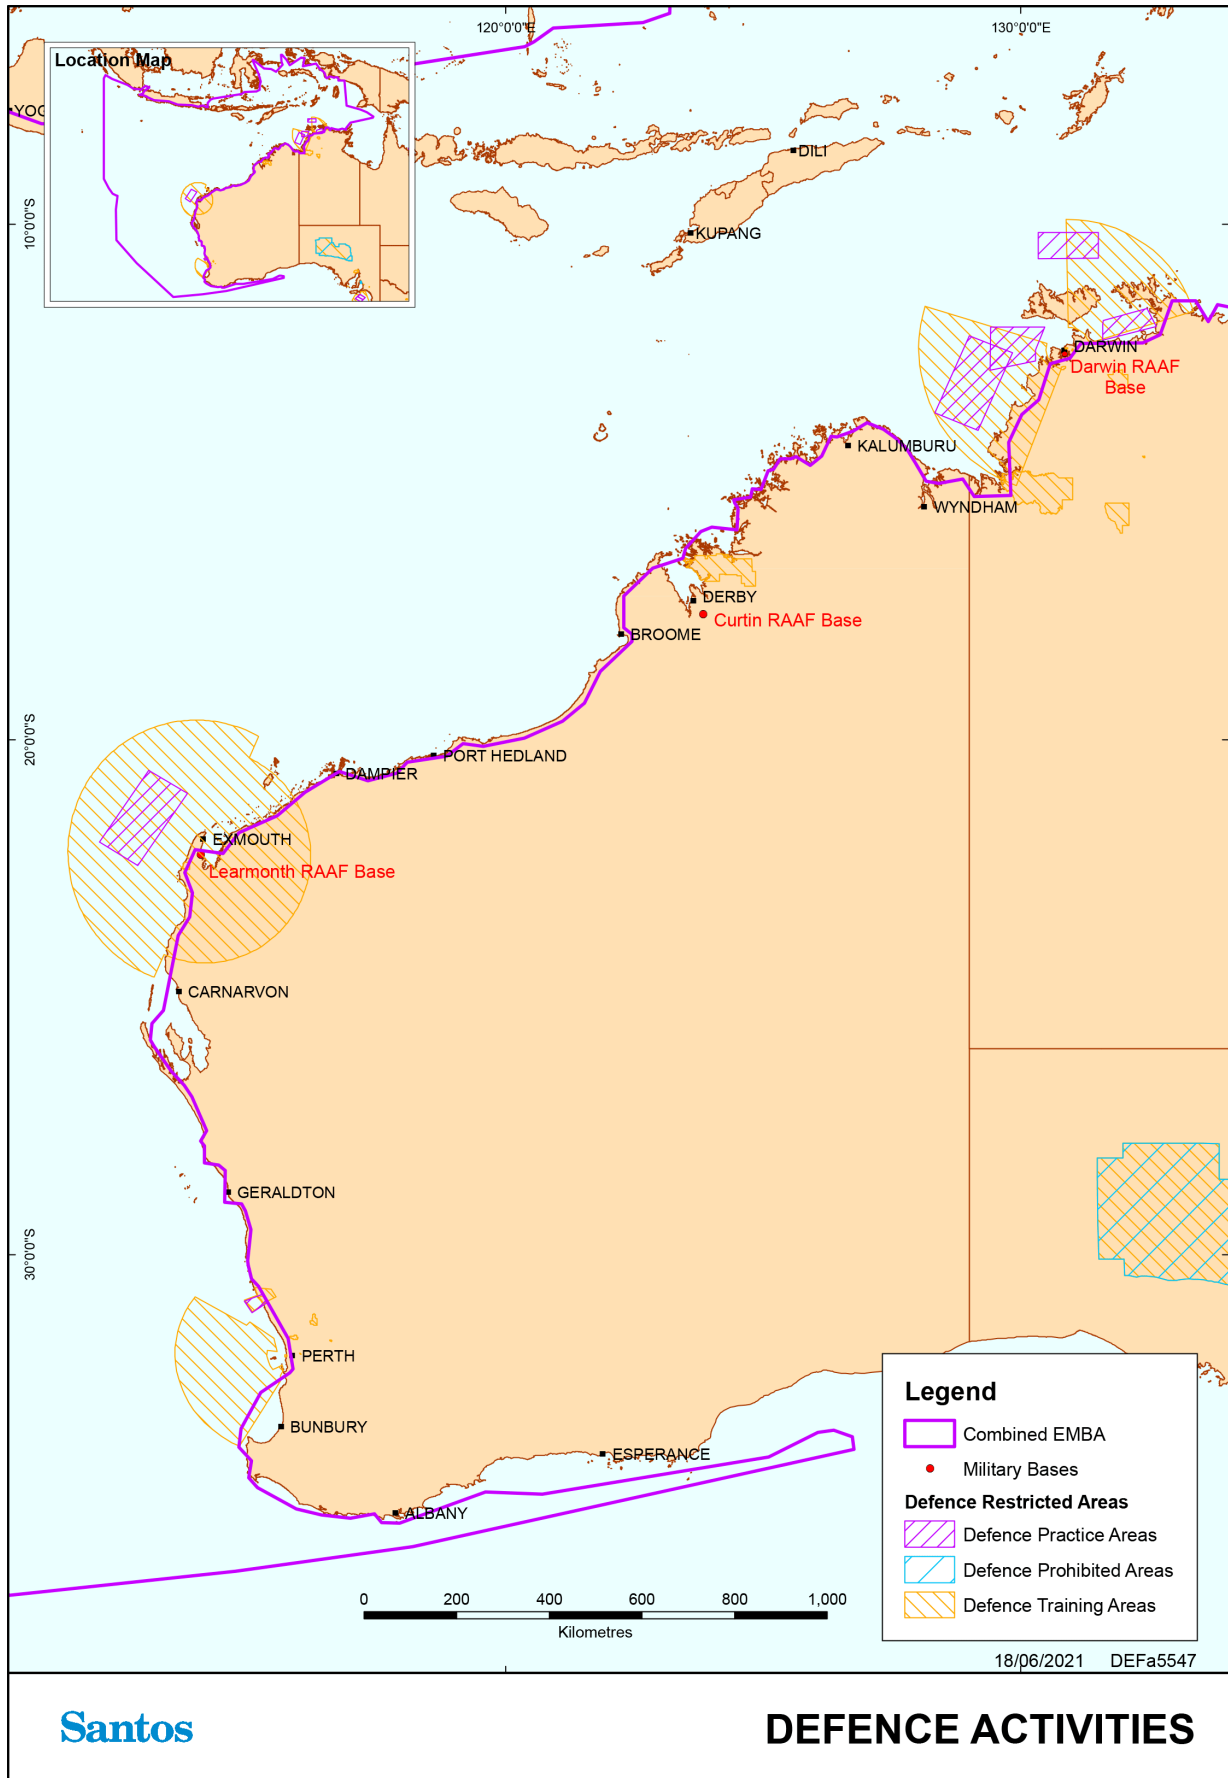 120°0'0"E
130°0'0"E
Location Map
YOG
DILI
10°0'0"S
KUPANG
DARWIN
Darwin RAAF
Base
KALUMBURU
WYNDHAM
DERBY
Curtin RAAF Base
BROOME
20°0'0"S
PORT HEDLAND
DAMPIER
EXMOUTH
Learmonth RAAF Base
CARNARVON
GERALDTON
30°0'0"S
PERTH
BUNBURY
ESPERANCE
ALBANY
Legend
Combined EMBA
Military Bases
Defence Restricted Areas
Defence Practice Areas
Defence Prohibited Areas
Defence Training Areas
0 200 400 600 800 1,000
Kilometres
18/06/2021 DEFa5547
Santos
DEFENCE ACTIVITIES